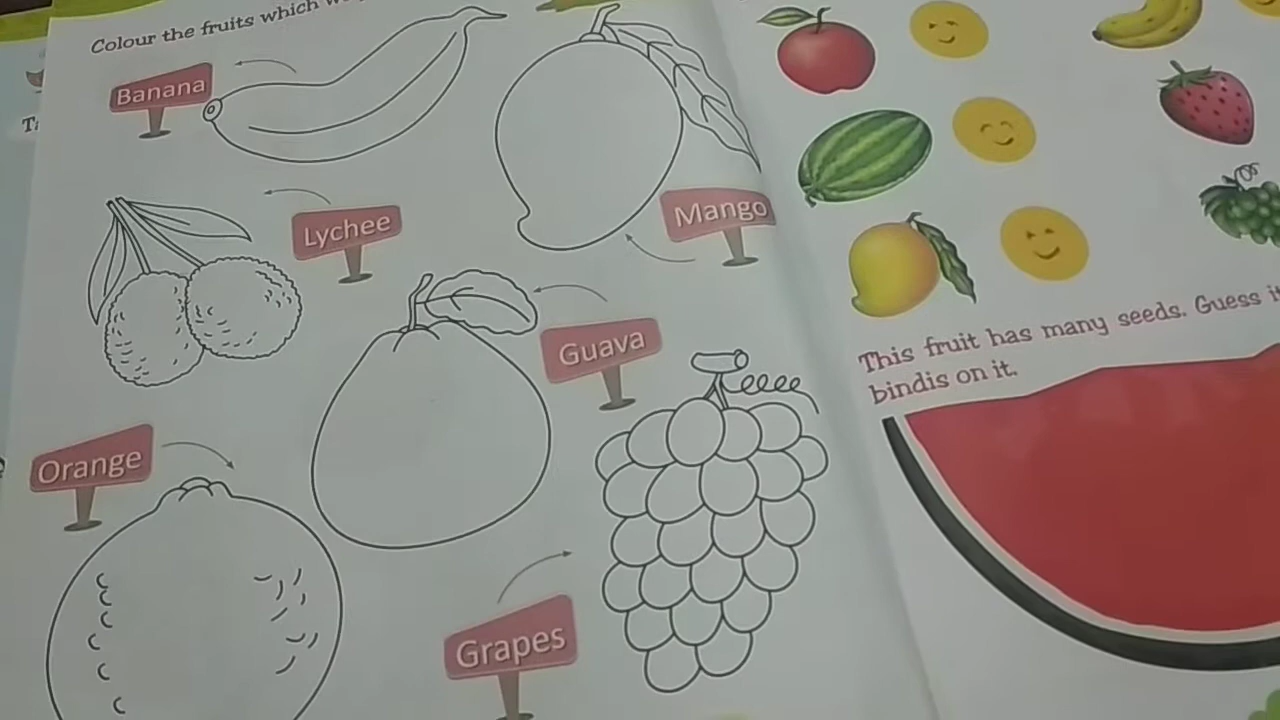 Colour the fruits which
Banana
Mango
Lychee
Guava
Orange
Grapes
This fruit has many seeds. Guess
bindis on it.